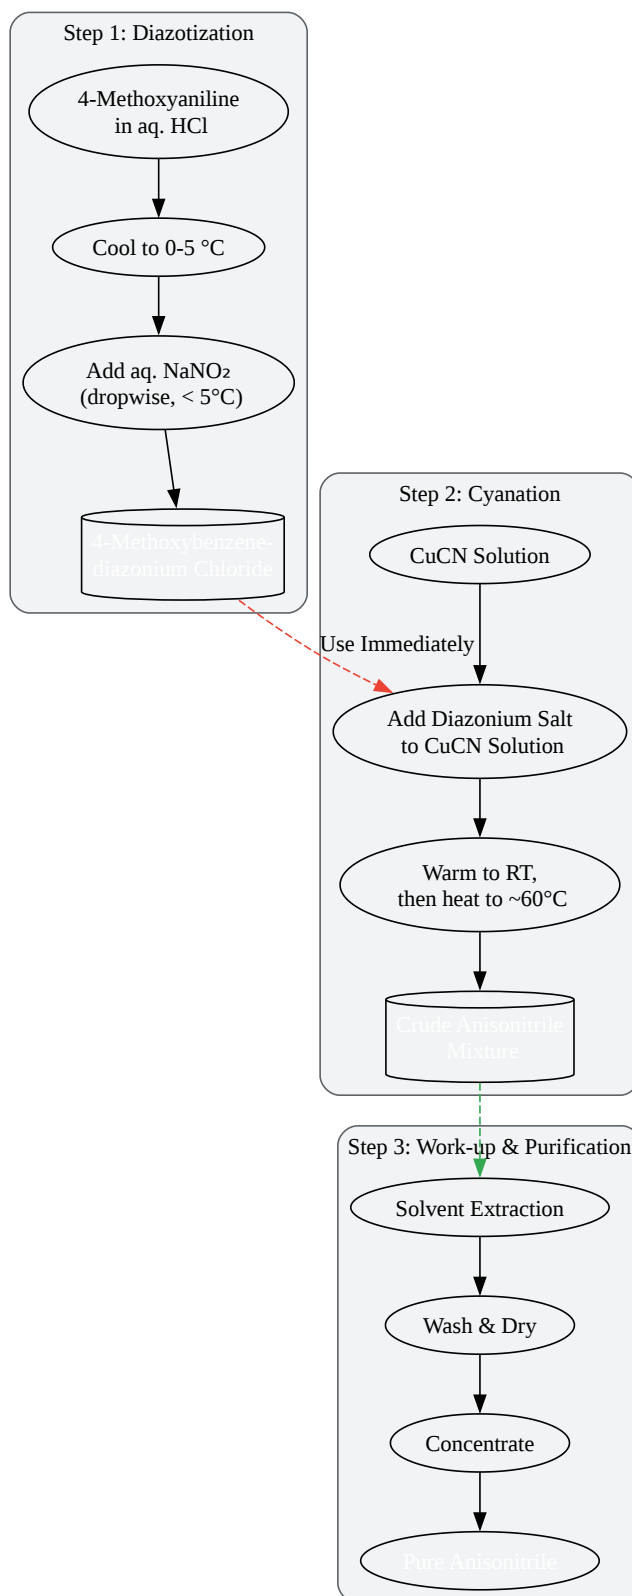 Step 1: Diazotization
4-Methoxyaniline
in aq. HCl
Cool to 0-5 °C
Add aq. NaNO₂
(dropwise, < 5°C)
4-Methoxybenzene-
diazonium Chloride
Step 2: Cyanation
CuCN Solution
Use Immediately
Add Diazonium Salt
to CuCN Solution
Warm to RT,
then heat to ~60°C
Crude Anisonitrile
Mixture
Step 3: Work-up & Purification
Solvent Extraction
Wash & Dry
Concentrate
Pure Anisonitrile